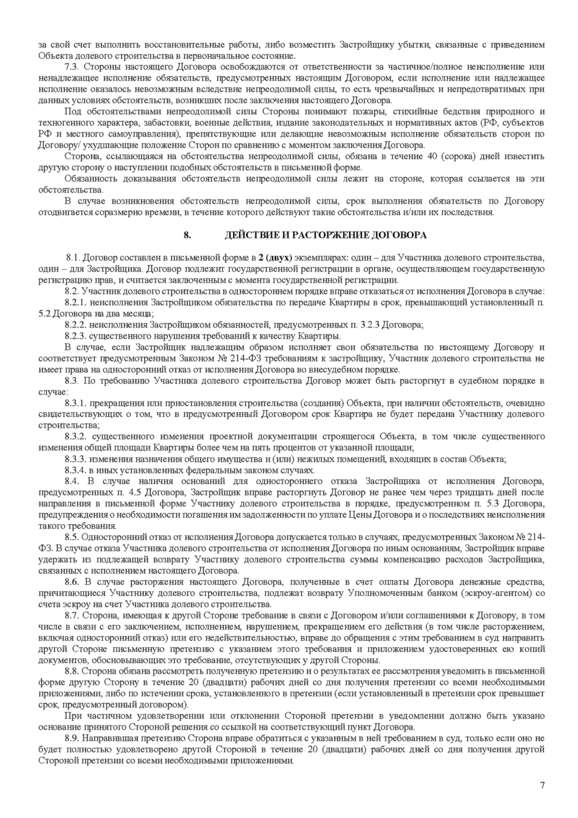 за свой счет выполнить восстановительные работы, либо возместить Застройщику убытки, связанные с приведением
Объекта долевого строительства в первоначальное состояние.
7.3. Стороны настоящего Договора освобождаются от ответственности за частичное/полное неисполнение или
ненадлежащее исполнение обязательств, предусмотренных настоящим Договором, если исполнение или надлежащее
исполнение оказалось невозможным вследствие непреодолимой силы, то есть чрезвычайных и непредотвратимых при
данных условиях обстоятельств, возникших после заключения настоящего Договора.
Под обстоятельствами непреодолимой силы Стороны понимают пожары, стихийные бедствия природного и
техногенного характера, забастовки, военные действия, издание законодательных и нормативных актов (РФ, субъектов
РФ и местного самоуправления), препятствующие или делающие невозможным исполнение обязательств сторон по
Договору/ ухудшающие положение Сторон по сравнению с моментом заключения Договора.
Сторона, ссылающаяся на обстоятельства непреодолимой силы, обязана в течение 40 (сорока) дней известить
другую сторону о наступлении подобных обстоятельств в письменной форме.
Обязанность доказывания обстоятельств непреодолимой силы лежит на стороне, которая ссылается на эти
обстоятельства.
В случае возникновения обстоятельств непреодолимой силы, срок выполнения обязательств по Договору
отодвигается соразмерно времени, в течение которого действуют такие обстоятельства и/или их последствия.
8. ДЕЙСТВИЕ И РАСТОРЖЕНИЕ ДОГОВОРА
8.1. Договор составлен в письменной форме в 2 (двух) экземплярах: один – для Участника долевого строительства,
один – для Застройщика. Договор подлежит государственной регистрации в органе, осуществляющем государственную
регистрацию прав, и считается заключенным с момента государственной регистрации.
8.2. Участник долевого строительства в одностороннем порядке вправе отказаться от исполнения Договора в случае:
8.2.1. неисполнения Застройщиком обязательства по передаче Квартиры в срок, превышающий установленный п.
5.2 Договора на два месяца;
8.2.2. неисполнения Застройщиком обязанностей, предусмотренных п. 3.2.3 Договора;
8.2.3. существенного нарушения требований к качеству Квартиры.
В случае, если Застройщик надлежащим образом исполняет свои обязательства по настоящему Договору и
соответствует предусмотренным Законом № 214-ФЗ требованиям к застройщику, Участник долевого строительства не
имеет права на односторонний отказ от исполнения Договора во внесудебном порядке.
8.3. По требованию Участника долевого строительства Договор может быть расторгнут в судебном порядке в
случае:
8.3.1. прекращения или приостановления строительства (создания) Объекта, при наличии обстоятельств, очевидно
свидетельствующих о том, что в предусмотренный Договором срок Квартира не будет передана Участнику долевого
строительства;
8.3.2. существенного изменения проектной документации строящегося Объекта, в том числе существенного
изменения общей площади Квартиры более чем на пять процентов от указанной площади;
8.3.3. изменения назначения общего имущества и (или) нежилых помещений, входящих в состав Объекта;
8.3.4. в иных установленных федеральным законом случаях.
8.4. В случае наличия оснований для одностороннего отказа Застройщика от исполнения Договора,
предусмотренных п. 4.5 Договора, Застройщик вправе расторгнуть Договор не ранее чем через тридцать дней после
направления в письменной форме Участнику долевого строительства в порядке, предусмотренном п. 5.3 Договора,
предупреждения о необходимости погашения им задолженности по уплате Цены Договора и о последствиях неисполнения
такого требования.
8.5. Односторонний отказ от исполнения Договора допускается только в случаях, предусмотренных Законом № 214-
ФЗ. В случае отказа Участника долевого строительства от исполнения Договора по иным основаниям, Застройщик вправе
удержать из подлежащей возврату Участнику долевого строительства суммы компенсацию расходов Застройщика,
связанных с исполнением настоящего Договора.
8.6. В случае расторжения настоящего Договора, полученные в счет оплаты Договора денежные средства,
причитающиеся Участнику долевого строительства, подлежат возврату Уполномоченным банком (эскроу-агентом) со
счета эскроу на счет Участника долевого строительства.
8.7. Сторона, имеющая к другой Стороне требование в связи с Договором и/или соглашениями к Договору, в том
числе в связи с его заключением, исполнением, нарушением, прекращением его действия (в том числе расторжением,
включая односторонний отказ) или его недействительностью, вправе до обращения с этим требованием в суд направить
другой Стороне письменную претензию с указанием этого требования и приложением удостоверенных ею копий
документов, обосновывающих это требование, отсутствующих у другой Стороны.
8.8. Сторона обязана рассмотреть полученную претензию и о результатах ее рассмотрения уведомить в письменной
форме другую Сторону в течение 20 (двадцати) рабочих дней со дня получения претензии со всеми необходимыми
приложениями, либо по истечении срока, установленного в претензии (если установленный в претензии срок превышает
срок, предусмотренный договором).
При частичном удовлетворении или отклонении Стороной претензии в уведомлении должно быть указано
основание принятого Стороной решения со ссылкой на соответствующий пункт Договора.
8.9. Направившая претензию Сторона вправе обратиться с указанным в ней требованием в суд, только если оно не
будет полностью удовлетворено другой Стороной в течение 20 (двадцати) рабочих дней со дня получения другой
Стороной претензии со всеми необходимыми приложениями.
7